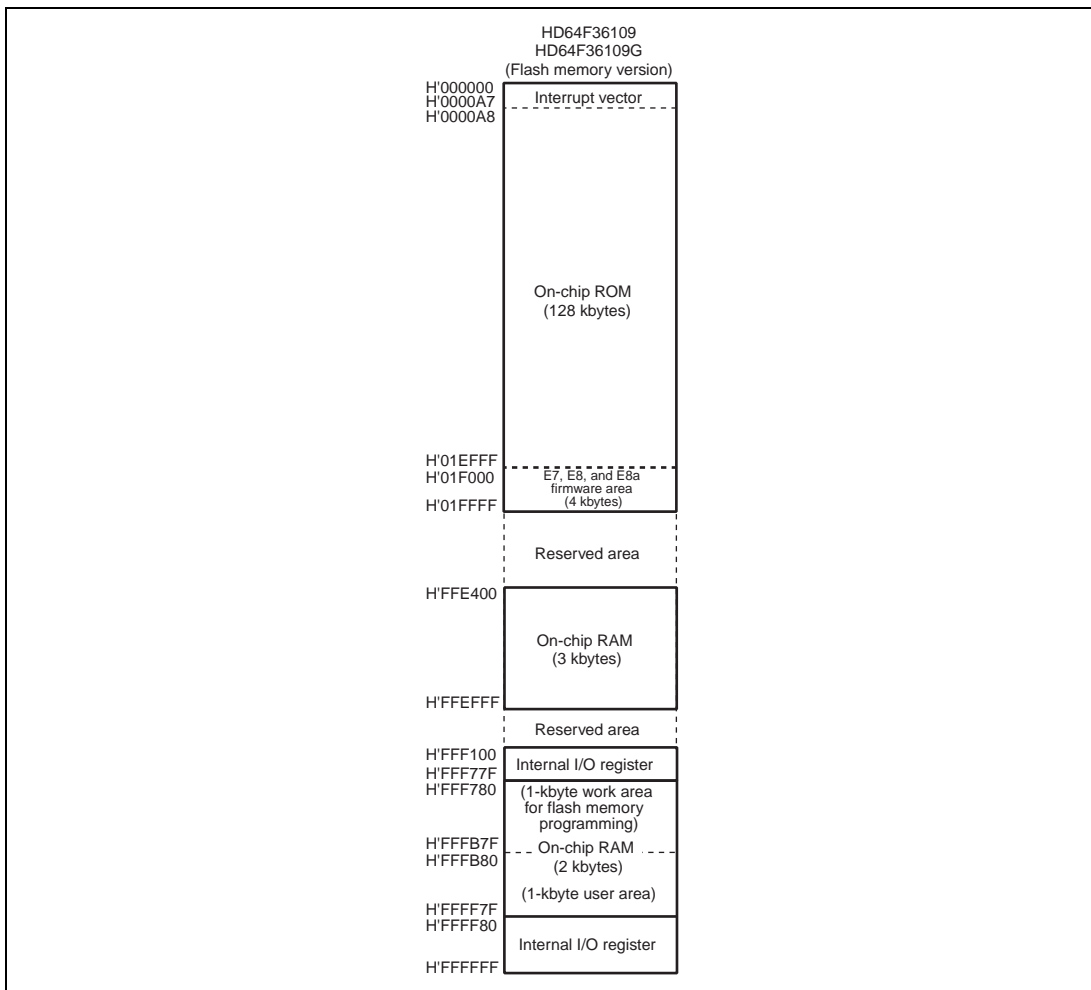 HD64F36109
HD64F36109G
(Flash memory version)
H'000000
Interrupt vector
H'0000A7
H'0000A8
On-chip ROM
(128 kbytes)
H'01EFFF
H'01F000
E7, E8, and E8a
firmware area
(4 kbytes)
H'01FFFF
Reserved area
H'FFE400
On-chip RAM
(3 kbytes)
H'FFEFFF
Reserved area
H'FFF100
Internal I/O register
H'FFF77F
H'FFF780
(1-kbyte work area
for flash memory
programming)
H'FFFB7F
On-chip RAM
H'FFFB80
(2 kbytes)
(1-kbyte user area)
H'FFFF7F
H'FFFF80
Internal I/O register
H'FFFFFF